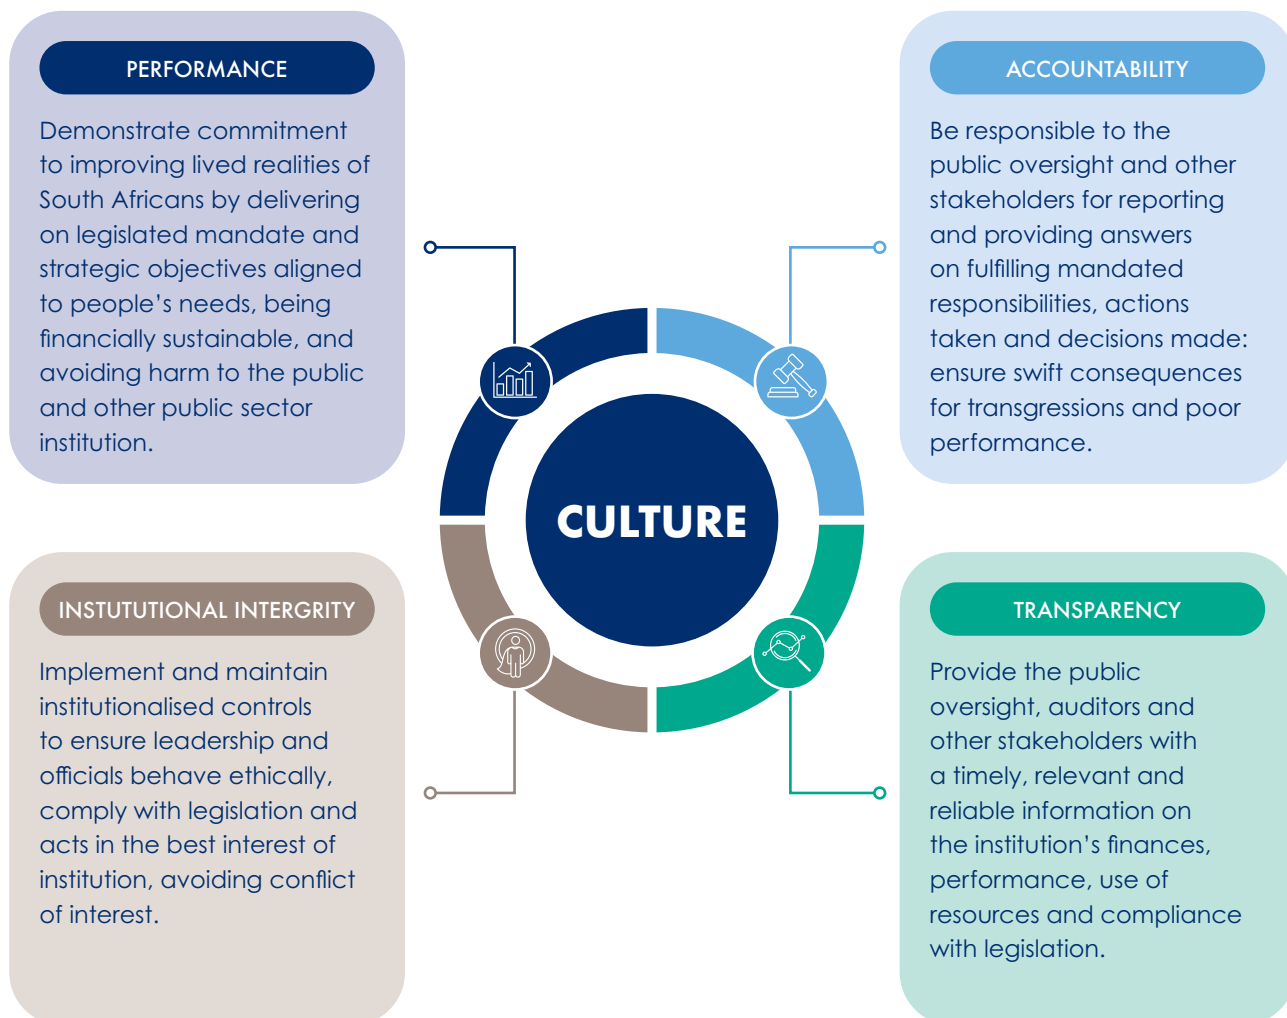 PERFORMANCE
Demonstrate commitment
to improving lived realities of
South Africans by delivering
on legislated mandate and
strategic objectives aligned
to people’s needs, being
financially sustainable, and
avoiding harm to the public
and other public sector
institution.
ACCOUNTABILITY
Be responsible to the
public oversight and other
stakeholders for reporting
and providing answers
on fulfilling mandated
responsibilities, actions
taken and decisions made:
ensure swift consequences
for transgressions and poor
performance.
CULTURE
INSTUTUTIONAL INTERGRITY
Implement and maintain
institutionalised controls
to ensure leadership and
officials behave ethically,
comply with legislation and
acts in the best interest of
institution, avoiding conflict
of interest.
TRANSPARENCY
Provide the public
oversight, auditors and
other stakeholders with
a timely, relevant and
reliable information on
the institution’s finances,
performance, use of
resources and compliance
with legislation.